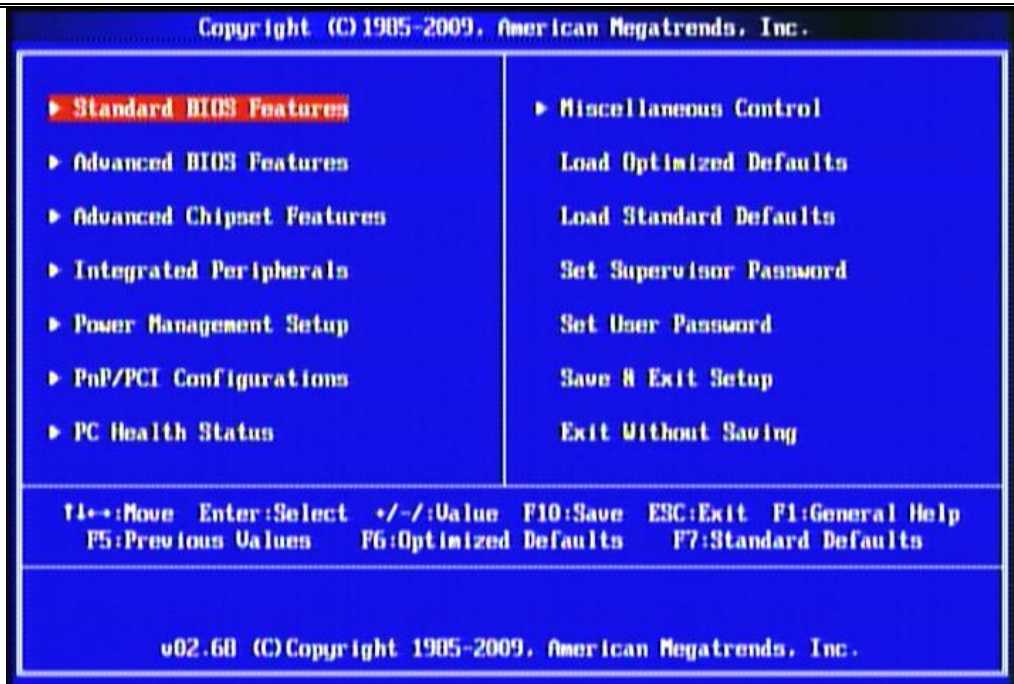 Copyright (C)1985-2009, American Megatrends, Inc.
▶ Standard BIOS Features
▶ Advanced BIOS Features
▶ Advanced Chipset Features
▶ Integrated Peripherals
▶ Power Management Setup
▶ PnP/PCI Configurations
▶ PC Health Status
▶ Miscellaneous Control
Load Optimized Defaults
Load Standard Defaults
Set Supervisor Password
Set User Password
Save & Exit Setup
Exit Without Saving
↑↓←→:Move Enter:Select +/-/:Value F10:Save ESC:Exit F1:General Help
F5:Previous Values F6:Optimized Defaults F7:Standard Defaults
v02.68 (C)Copyright 1985-2009, American Megatrends, Inc.